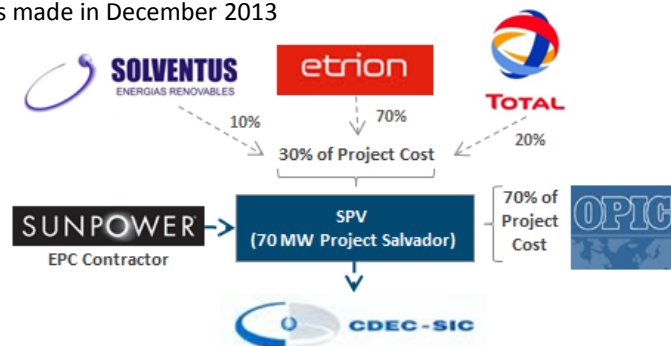 s made in December 2013
SOLVENTUS
ENERGIAS RENOVABLES
etrion
TOTAL
10%
70%
20%
30% of Project Cost
SUNPOWER
EPC Contractor
SPV
(70 MW Project Salvador)
70% of
Project
Cost
OPIC
CDEC-SIC